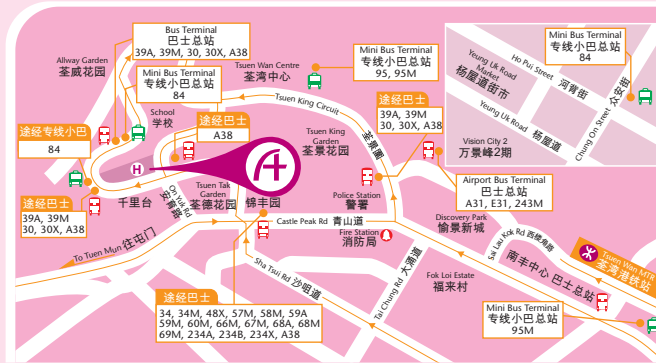 Bus Terminal
巴士总站
39A, 39M, 30, 30X, A38
Allway Garden
荃威花园
Mini Bus Terminal
专线小巴总站
84
School
学校
途经专线小巴
84
途经巴士
A38
H
千里台
途经巴士
39A, 39M
30, 30X, A38
On Yuk Rd
安育路
Tsuen Tak
Garden
荃德花园
锦丰园
Tsuen Wan Centre
荃湾中心
Mini Bus Terminal
专线小巴总站
95, 95M
Tsuen King Circuit
荃景圍
Tsuen King
Garden
荃景花园
途经巴士
39A, 39M
30, 30X, A38
Police Station
警署
Castle Peak Rd 青山道
Fire Station
消防局
To Tuen Mun 往屯门
Sha Tsui Rd 沙咀道
途经巴士
34, 34M, 48X, 57M, 58M, 59A
59M, 60M, 66M, 67M, 68A, 68M
69M, 234A, 234B, 234X, A38
Tai Chung Rd 大涌道
Fok Loi Estate
福来村
Airport Bus Terminal
巴士总站
A31, E31, 243M
Discovery Park
愉景新城
Sai Lau Kok Rd 西楼角路
Tsuen Wan MTR
荃湾港铁站
南丰中心 巴士总站
Mini Bus Terminal
专线小巴总站
95M
Yeung Uk Road
Market
杨屋道街市
Ho Pui Street 河背街
Yeung Uk Road 杨屋道
Chung On Street 众安街
Vision City 2
万景峰2期
Mini Bus Terminal
专线小巴总站
84